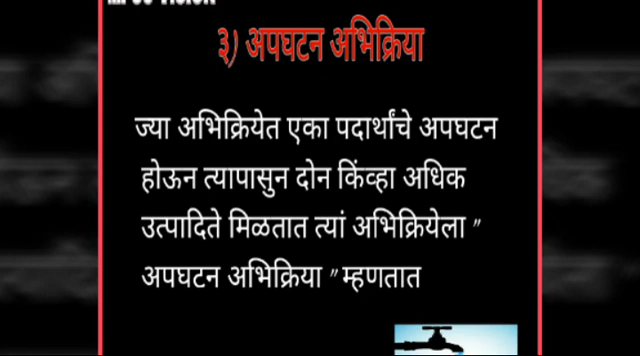 ३) अपघटन अभिक्रिया
ज्या अभिक्रियेत एका पदार्थांचे अपघटन
होऊन त्यापासुन दोन किंव्हा अधिक
उत्पादिते मिळतात त्यां अभिक्रियेला "
अपघटन अभिक्रिया " म्हणतात